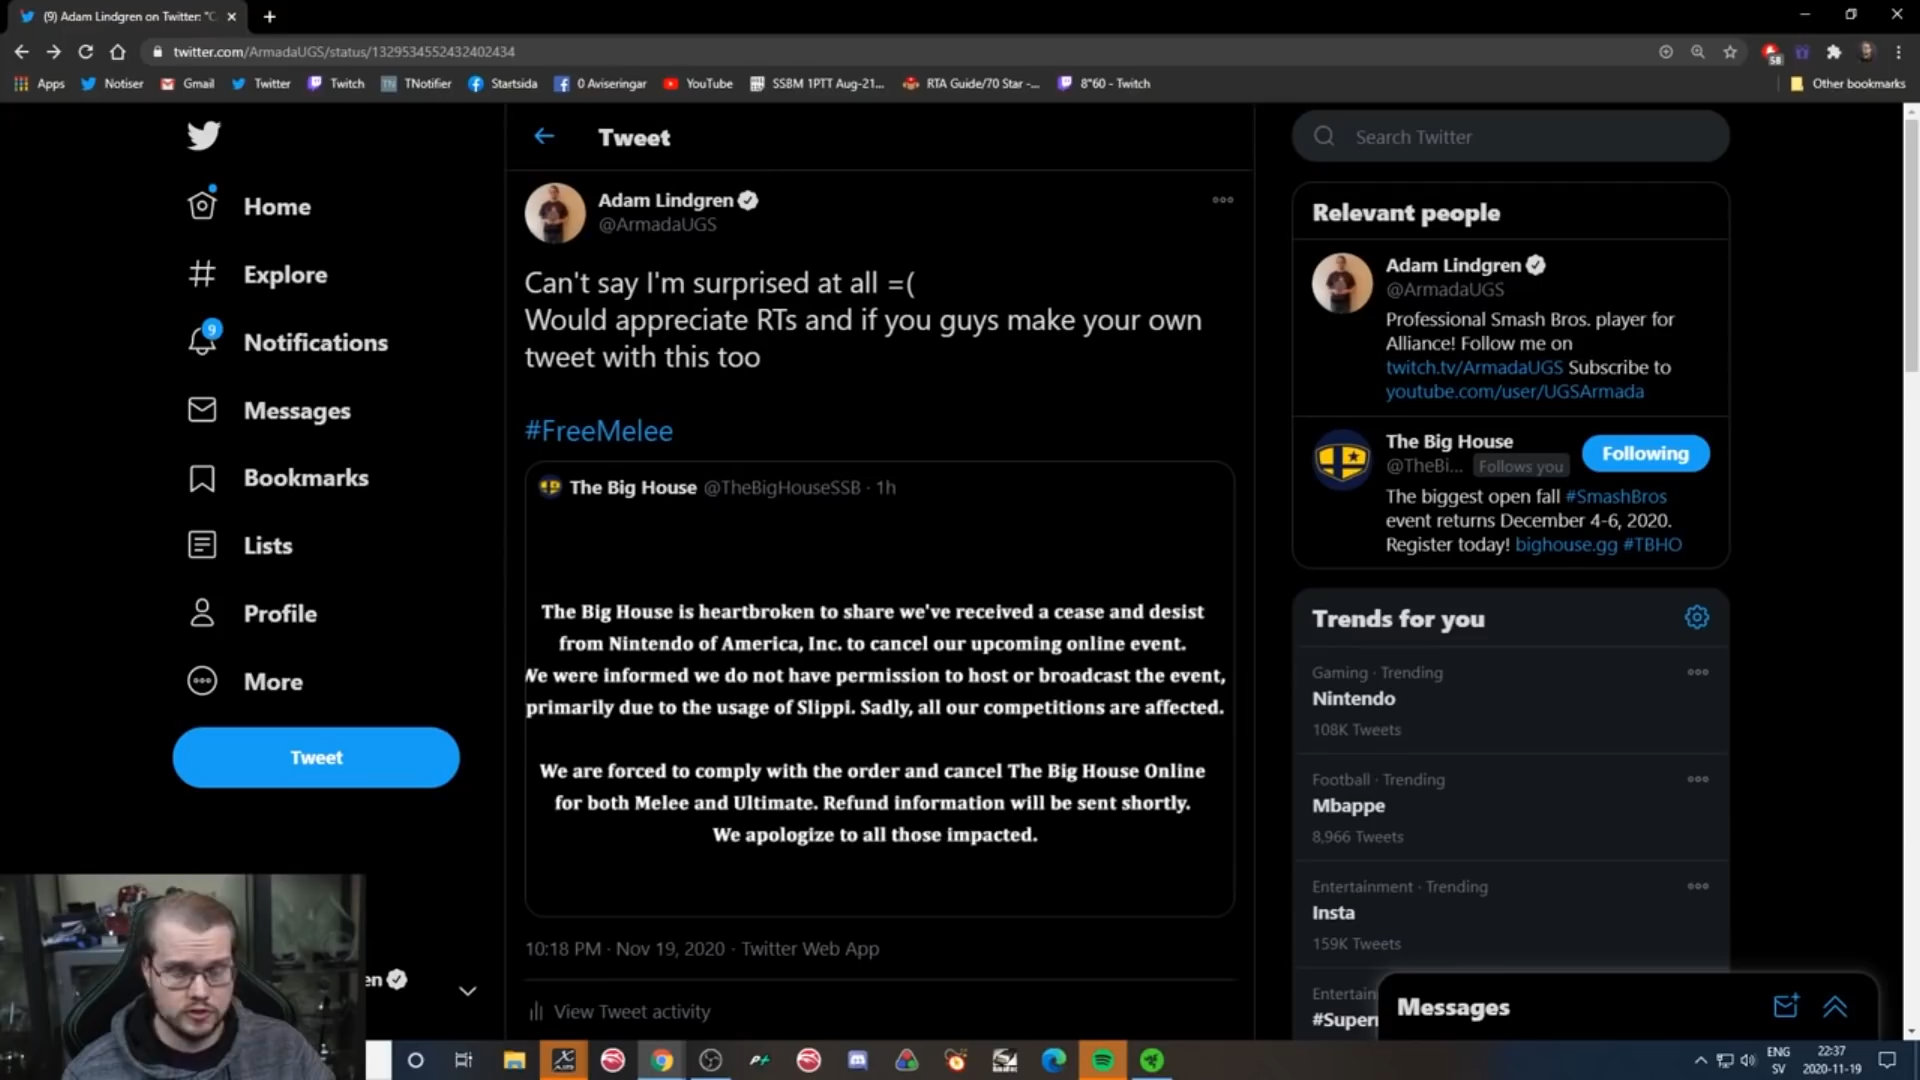 (9) Adam Lindgren on Twitter: "C
twitter.com/ArmadaUGS/status/1329534552432402434
58
Apps
Notiser
Gmail
Twitter
Twitch
TNotifier
Startsida
0 Aviseringar
YouTube
SSBM 1PTT Aug-21...
RTA Guide/70 Star -...
8"60 - Twitch
Other bookmarks
Home
Explore
9
Notifications
Messages
Bookmarks
Lists
Profile
More
Tweet
en
Tweet
Adam Lindgren
@ArmadaUGS
Can't say I'm surprised at all =(
Would appreciate RTs and if you guys make your own
tweet with this too
#FreeMelee
The Big House @TheBigHouseSSB · 1h
The Big House is heartbroken to share we've received a cease and desist
from Nintendo of America, Inc. to cancel our upcoming online event.
We were informed we do not have permission to host or broadcast the event,
primarily due to the usage of Slippi. Sadly, all our competitions are affected.
We are forced to comply with the order and cancel The Big House Online
for both Melee and Ultimate. Refund information will be sent shortly.
We apologize to all those impacted.
10:18 PM · Nov 19, 2020 · Twitter Web App
View Tweet activity
Search Twitter
Relevant people
Adam Lindgren
@ArmadaUGS
Professional Smash Bros. player for
Alliance! Follow me on
twitch.tv/ArmadaUGS Subscribe to
youtube.com/user/UGSArmada
The Big House
@TheBi... Follows you
Following
The biggest open fall #SmashBros
event returns December 4-6, 2020.
Register today! bighouse.gg #TBHO
Trends for you
Gaming · Trending
Nintendo
108K Tweets
Football · Trending
Mbappe
8,966 Tweets
Entertainment · Trending
Insta
159K Tweets
Entertain
#Supern
Messages
ENG
SV
22:37
2020-11-19